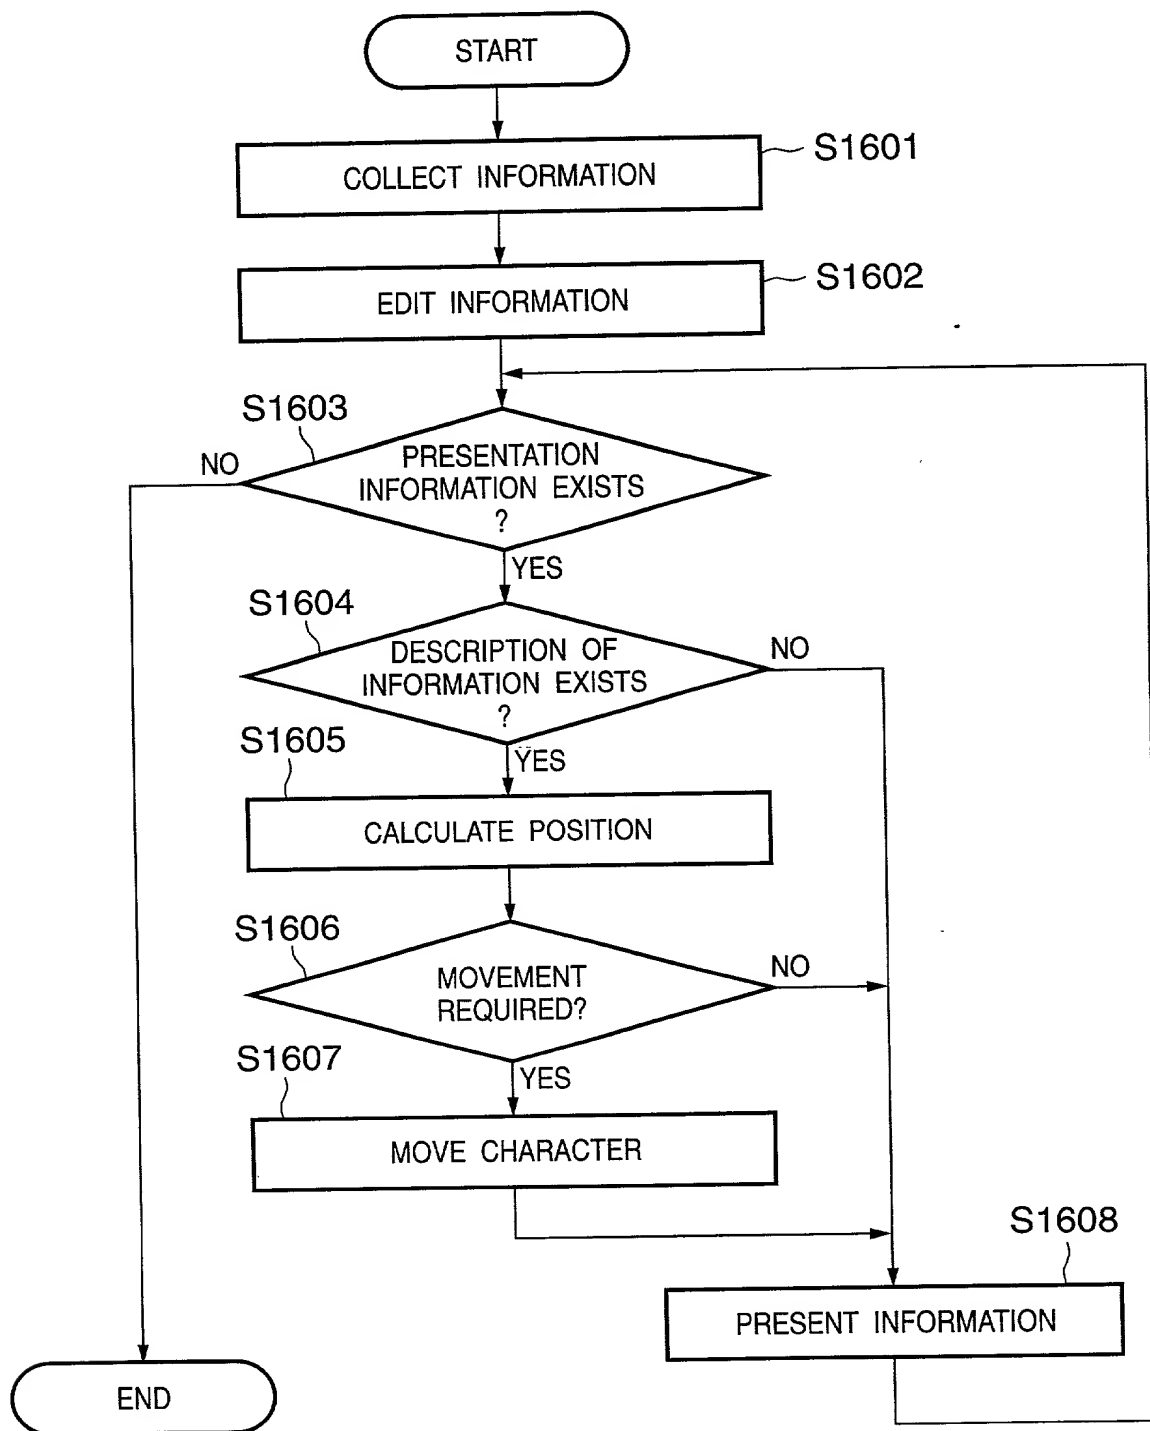 START
COLLECT INFORMATION
S1601
EDIT INFORMATION
S1602
S1603
NO
PRESENTATION
INFORMATION EXISTS
?
YES
S1604
DESCRIPTION OF
INFORMATION EXISTS
?
NO
YES
S1605
CALCULATE POSITION
S1606
MOVEMENT
REQUIRED?
NO
YES
S1607
MOVE CHARACTER
S1608
PRESENT INFORMATION
END